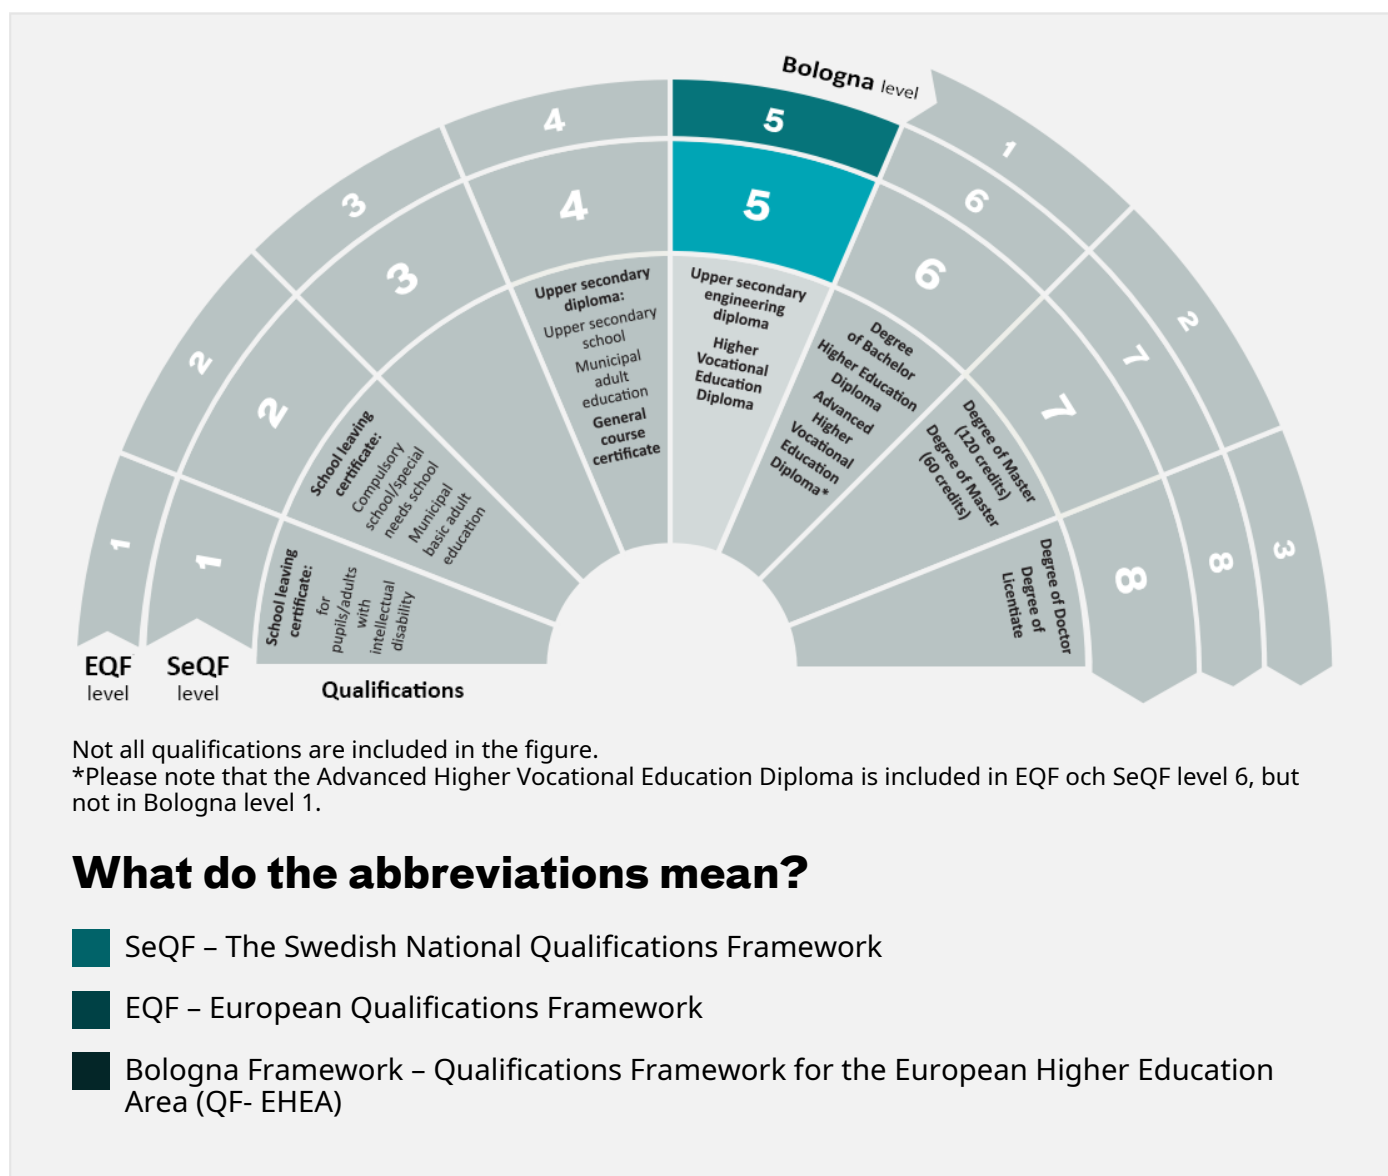 Bologna level
1
2
3
4
5
1
2
3
4
5
6
7
8
6
7
8
1
2
3
School leaving
certificate:
for
pupils/adults
with
intellectual
disability
School leaving
certificate:
Compulsory
school/special
needs school
Municipal
basic adult
education
Upper secondary
diploma:
Upper secondary
school
Municipal
adult
education
General
course
certificate
Upper secondary
engineering
diploma
Higher
Vocational
Education
Diploma
Degree
of Bachelor
Higher Education
Diploma
Advanced
Higher
Vocational
Education
Diploma*
Degree of Master
(120 credits)
Degree of Master
(60 credits)
Degree of Doctor
Degree of
Licentiate
EQF
level
SeQF
level
Qualifications
Not all qualifications are included in the figure.
*Please note that the Advanced Higher Vocational Education Diploma is included in EQF och SeQF level 6, but
not in Bologna level 1.
What do the abbreviations mean?
SeQF – The Swedish National Qualifications Framework
EQF – European Qualifications Framework
Bologna Framework – Qualifications Framework for the European Higher Education
Area (QF- EHEA)